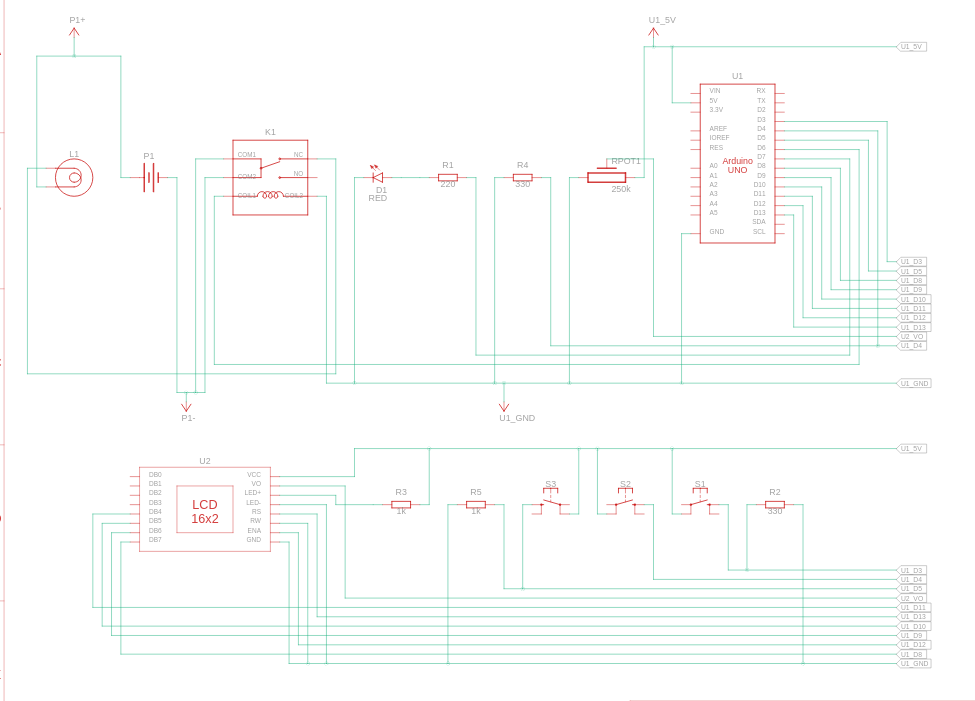 P1+
U1_5V
U1_5V
U1
VIN
5V
3.3V
AREF
IOREF
RES
A0
A1
A2
A3
A4
A5
GND
Arduino
UNO
RX
TX
D2
D3
D4
D5
D6
D7
D8
D9
D10
D11
D12
D13
SDA
SCL
L1
P1
K1
COM1
COM2
COIL1
NC
NO
COIL2
D1
RED
R1
220
R4
330
RPOT1
250k
U1_D3
U1_D5
U1_D8
U1_D9
U1_D10
U1_D11
U1_D12
U1_D13
U2_VO
U1_D4
U1_GND
P1-
U1_GND
U1_5V
U2
DB0
DB1
DB2
DB3
DB4
DB5
DB6
DB7
LCD
16x2
VCC
VO
LED+
LED-
RS
RW
ENA
GND
R3
1k
R5
1k
S3
S2
S1
R2
330
U1_D3
U1_D4
U1_D5
U2_VO
U1_D11
U1_D13
U1_D10
U1_D9
U1_D12
U1_D8
U1_GND